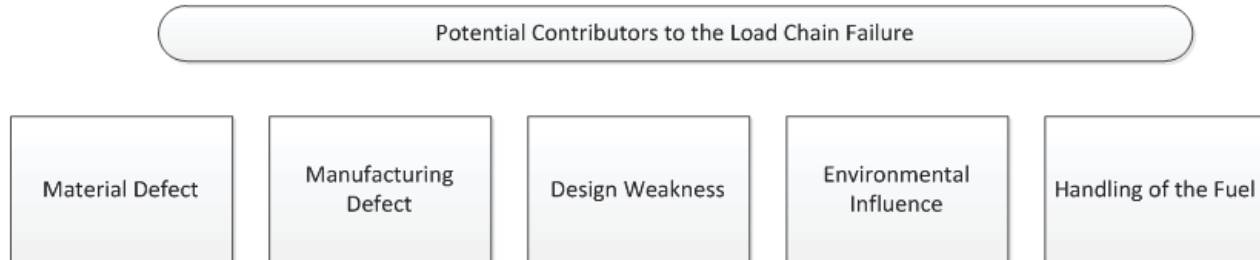 Potential Contributors to the Load Chain Failure
Material Defect
Manufacturing
Defect
Design Weakness
Environmental
Influence
Handling of the Fuel